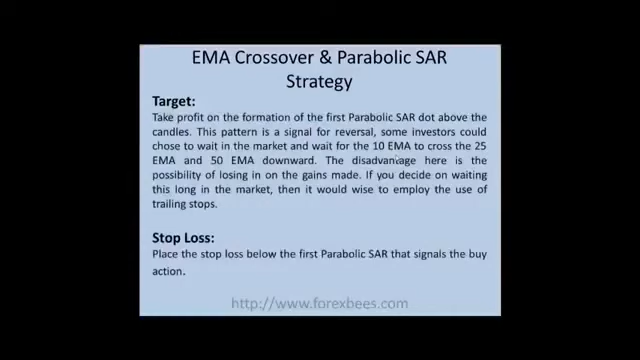 EMA Crossover & Parabolic SAR
Strategy
Target:
Take profit on the formation of the first Parabolic SAR dot above the
candles. This pattern is a signal for reversal, some investors could
chose to wait in the market and wait for the 10 EMA to cross the 25
EMA and 50 EMA downward. The disadvantage here is the
possibility of losing in on the gains made. If you decide on waiting
this long in the market, then it would wise to employ the use of
trailing stops.
Stop Loss:
Place the stop loss below the first Parabolic SAR that signals the buy
action.
http://www.forexbees.com